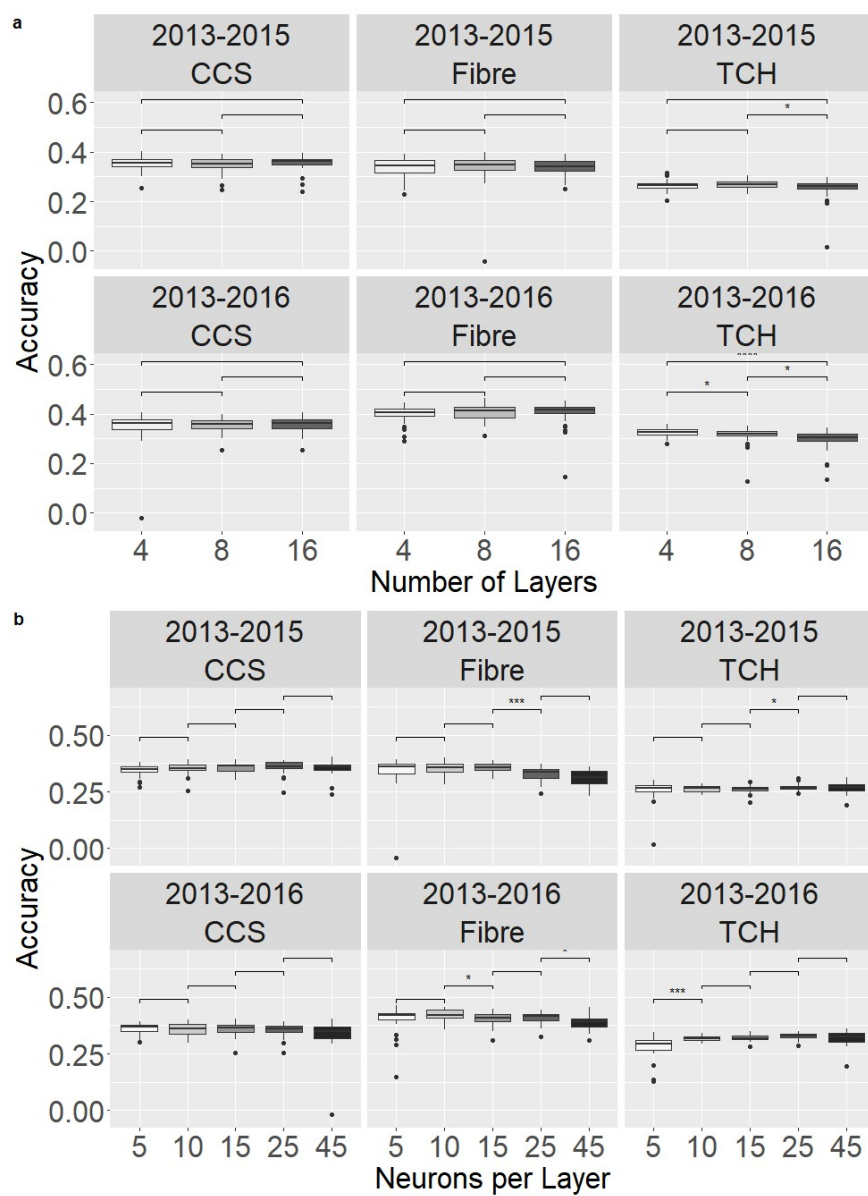 a
2013-2015 2013-2015 2013-2015
CCS Fibre TCH
0.6
*
0.4
0.2
0.0
2013-2016 2013-2016 2013-2016
CCS Fibre TCH
0.6
****
* *
0.4
0.2
0.0
4 8 16 4 8 16 4 8 16
Accuracy
Number of Layers
b
2013-2015 2013-2015 2013-2015
CCS Fibre TCH
*** *
0.50
0.25
0.00
2013-2016 2013-2016 2013-2016
CCS Fibre TCH
* ***
0.50
0.25
0.00
5 10 15 25 45 5 10 15 25 45 5 10 15 25 45
Accuracy
Neurons per Layer